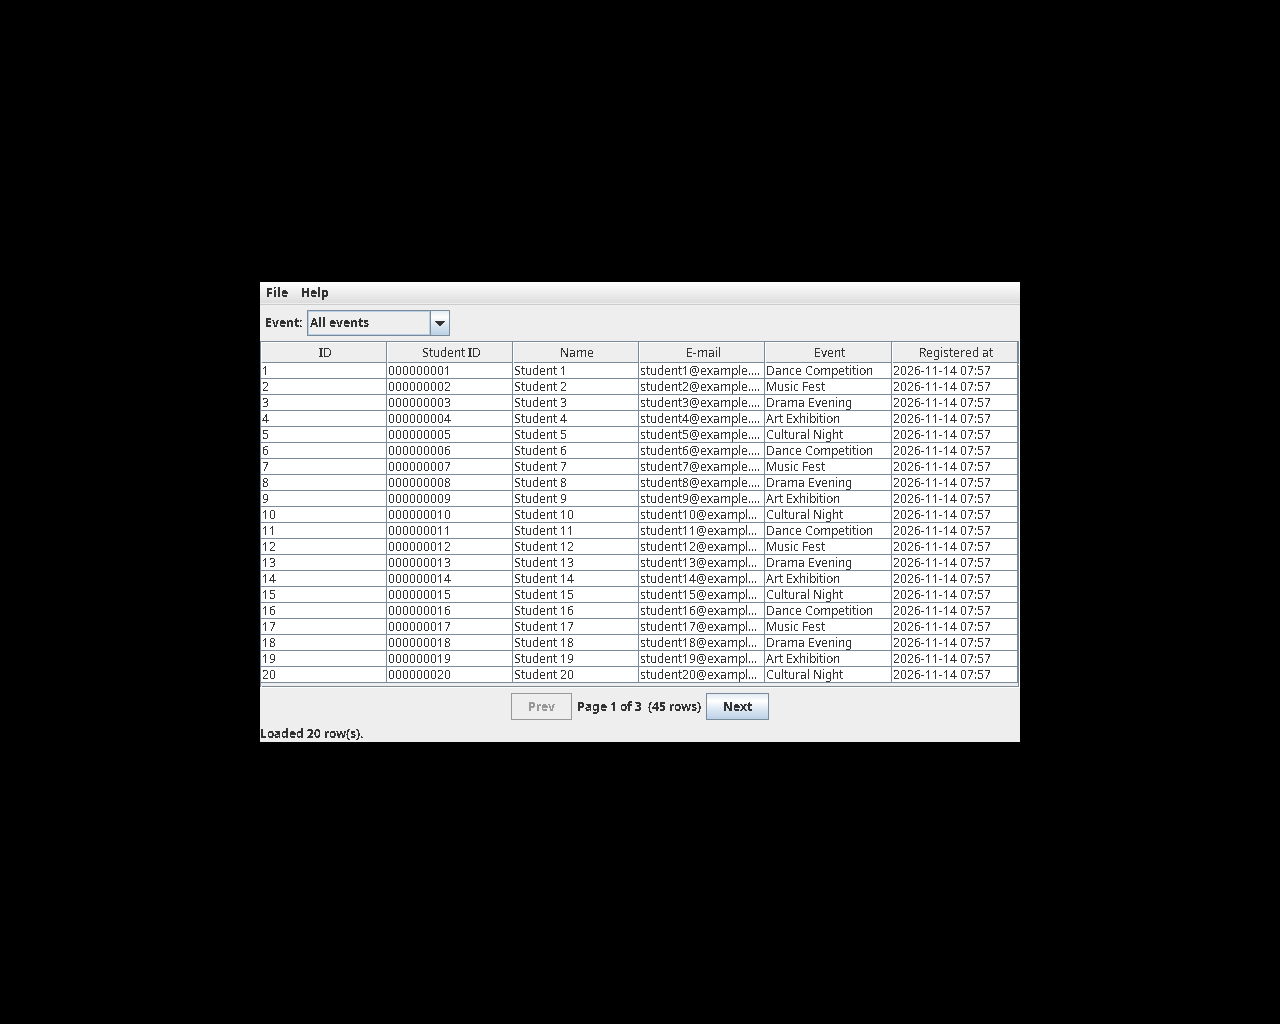 File Help
Event: All events
ID Student ID Name E-mail Event Registered at
1 000000001 Student 1 student1@example.... Dance Competition 2026-11-14 07:57
2 000000002 Student 2 student2@example.... Music Fest 2026-11-14 07:57
3 000000003 Student 3 student3@example.... Drama Evening 2026-11-14 07:57
4 000000004 Student 4 student4@example.... Art Exhibition 2026-11-14 07:57
5 000000005 Student 5 student5@example.... Cultural Night 2026-11-14 07:57
6 000000006 Student 6 student6@example.... Dance Competition 2026-11-14 07:57
7 000000007 Student 7 student7@example.... Music Fest 2026-11-14 07:57
8 000000008 Student 8 student8@example.... Drama Evening 2026-11-14 07:57
9 000000009 Student 9 student9@example.... Art Exhibition 2026-11-14 07:57
10 000000010 Student 10 student10@exampl... Cultural Night 2026-11-14 07:57
11 000000011 Student 11 student11@exampl... Dance Competition 2026-11-14 07:57
12 000000012 Student 12 student12@exampl... Music Fest 2026-11-14 07:57
13 000000013 Student 13 student13@exampl... Drama Evening 2026-11-14 07:57
14 000000014 Student 14 student14@exampl... Art Exhibition 2026-11-14 07:57
15 000000015 Student 15 student15@exampl... Cultural Night 2026-11-14 07:57
16 000000016 Student 16 student16@exampl... Dance Competition 2026-11-14 07:57
17 000000017 Student 17 student17@exampl... Music Fest 2026-11-14 07:57
18 000000018 Student 18 student18@exampl... Drama Evening 2026-11-14 07:57
19 000000019 Student 19 student19@exampl... Art Exhibition 2026-11-14 07:57
20 000000020 Student 20 student20@exampl... Cultural Night 2026-11-14 07:57
Prev Page 1 of 3 (45 rows) Next
Loaded 20 row(s).